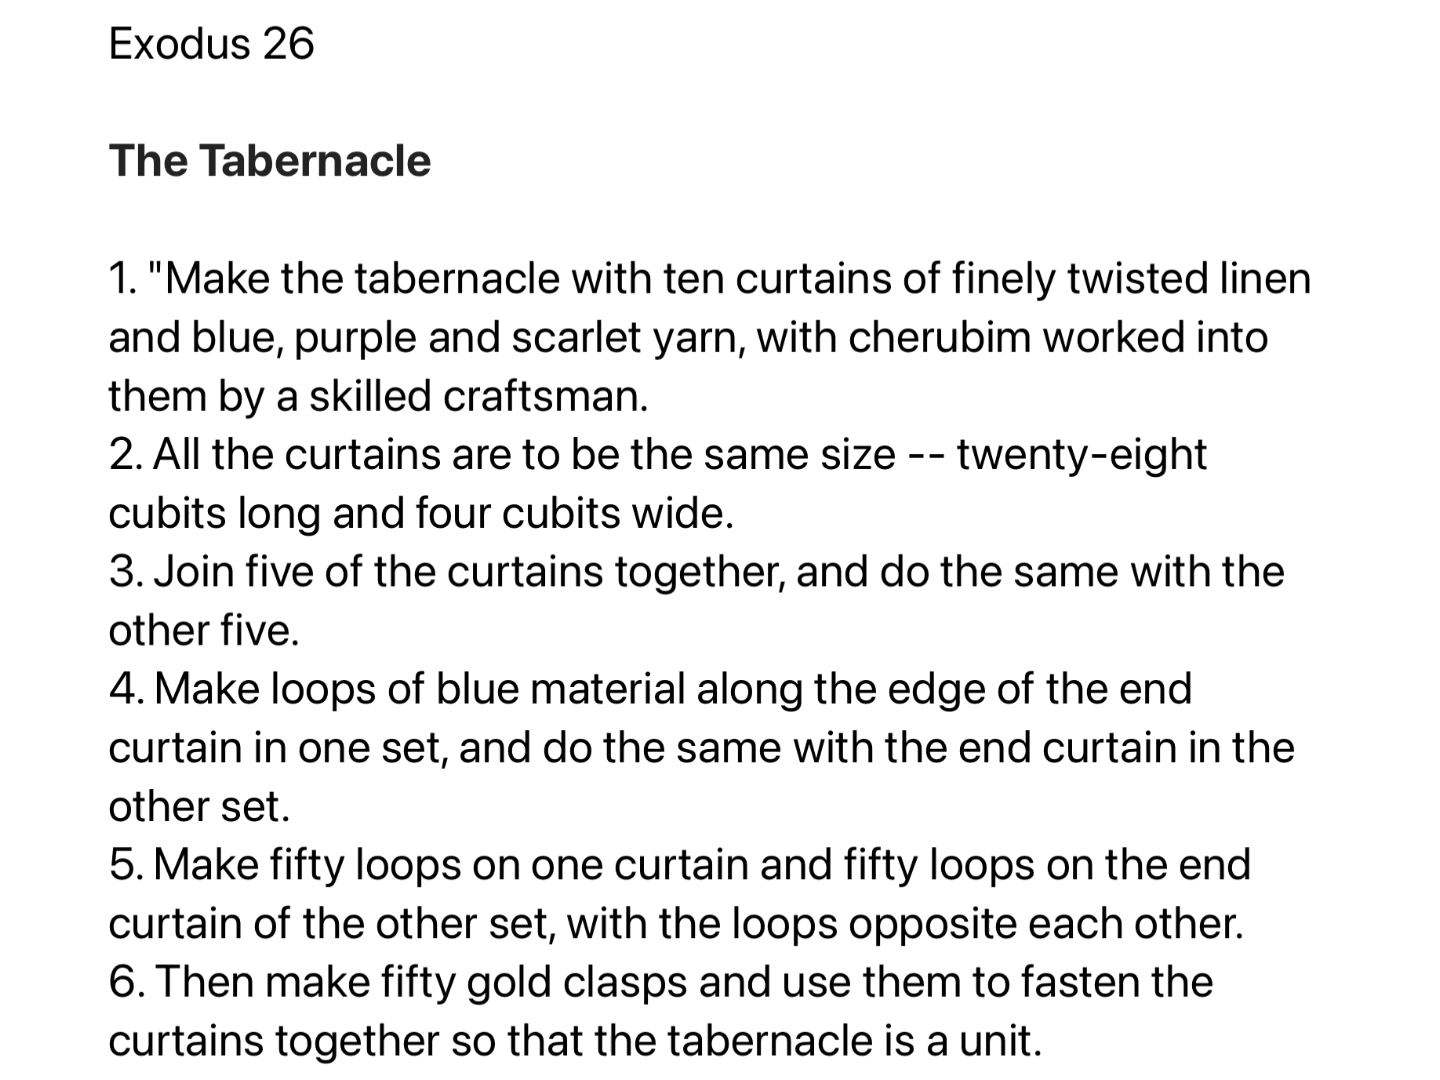 Exodus 26
The Tabernacle
1. "Make the tabernacle with ten curtains of finely twisted linen
and blue, purple and scarlet yarn, with cherubim worked into
them by a skilled craftsman.
2. All the curtains are to be the same size -- twenty-eight
cubits long and four cubits wide.
3. Join five of the curtains together, and do the same with the
other five.
4. Make loops of blue material along the edge of the end
curtain in one set, and do the same with the end curtain in the
other set.
5. Make fifty loops on one curtain and fifty loops on the end
curtain of the other set, with the loops opposite each other.
6. Then make fifty gold clasps and use them to fasten the
curtains together so that the tabernacle is a unit.